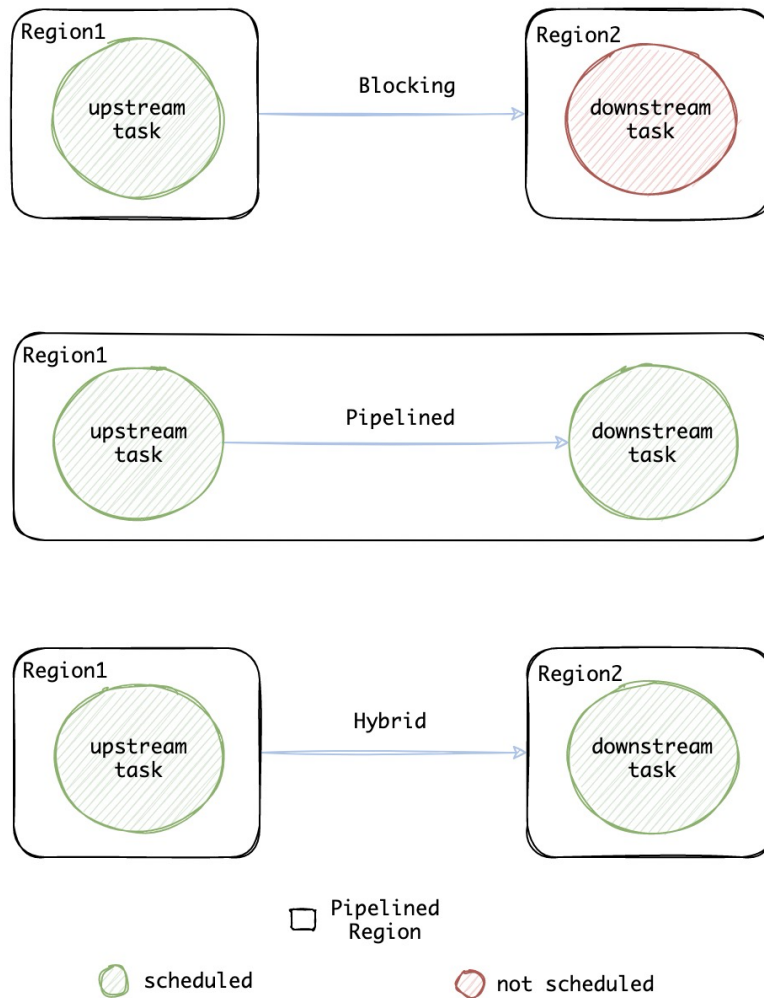 Region1
Region2
Blocking
upstream
task
downstream
task
Region1
Pipelined
upstream
task
downstream
task
Region1
Region2
Hybrid
upstream
task
downstream
task
Pipelined
Region
scheduled
not scheduled